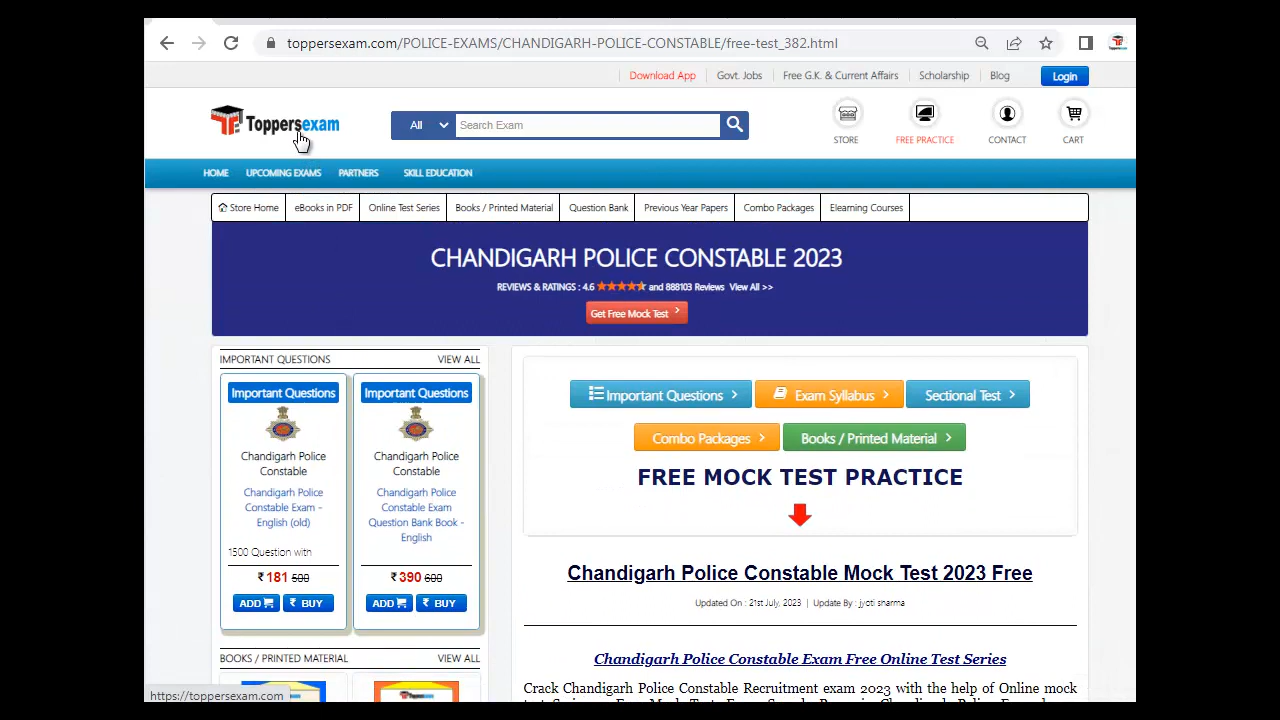 toppersexam.com/POLICE-EXAMS/CHANDIGARH-POLICE-CONSTABLE/free-test_382.html
Download App Govt. Jobs Free G.K. & Current Affairs Scholarship Blog Login
Toppersexam All Search Exam
STORE FREE PRACTICE CONTACT CART
HOME UPCOMING EXAMS PARTNERS SKILL EDUCATION
Store Home eBooks in PDF Online Test Series Books / Printed Material Question Bank Previous Year Papers Combo Packages Elearning Courses
CHANDIGARH POLICE CONSTABLE 2023
REVIEWS & RATINGS : 4.6 and 888103 Reviews View All >>
Get Free Mock Test
IMPORTANT QUESTIONS VIEW ALL
Important Questions
Chandigarh Police
Constable
Chandigarh Police
Constable Exam -
English (old)
1500 Question with
₹ 181 500
ADD ₹ BUY
Important Questions
Chandigarh Police
Constable
Chandigarh Police
Constable Exam
Question Bank Book -
English
₹ 390 600
ADD ₹ BUY
BOOKS / PRINTED MATERIAL VIEW ALL
Important Questions Exam Syllabus Sectional Test
Combo Packages Books / Printed Material
FREE MOCK TEST PRACTICE
Chandigarh Police Constable Mock Test 2023 Free
Updated On : 21st July, 2023 | Update By : jyoti sharma
Chandigarh Police Constable Exam Free Online Test Series
Crack Chandigarh Police Constable Recruitment exam 2023 with the help of Online mock
https://toppersexam.com